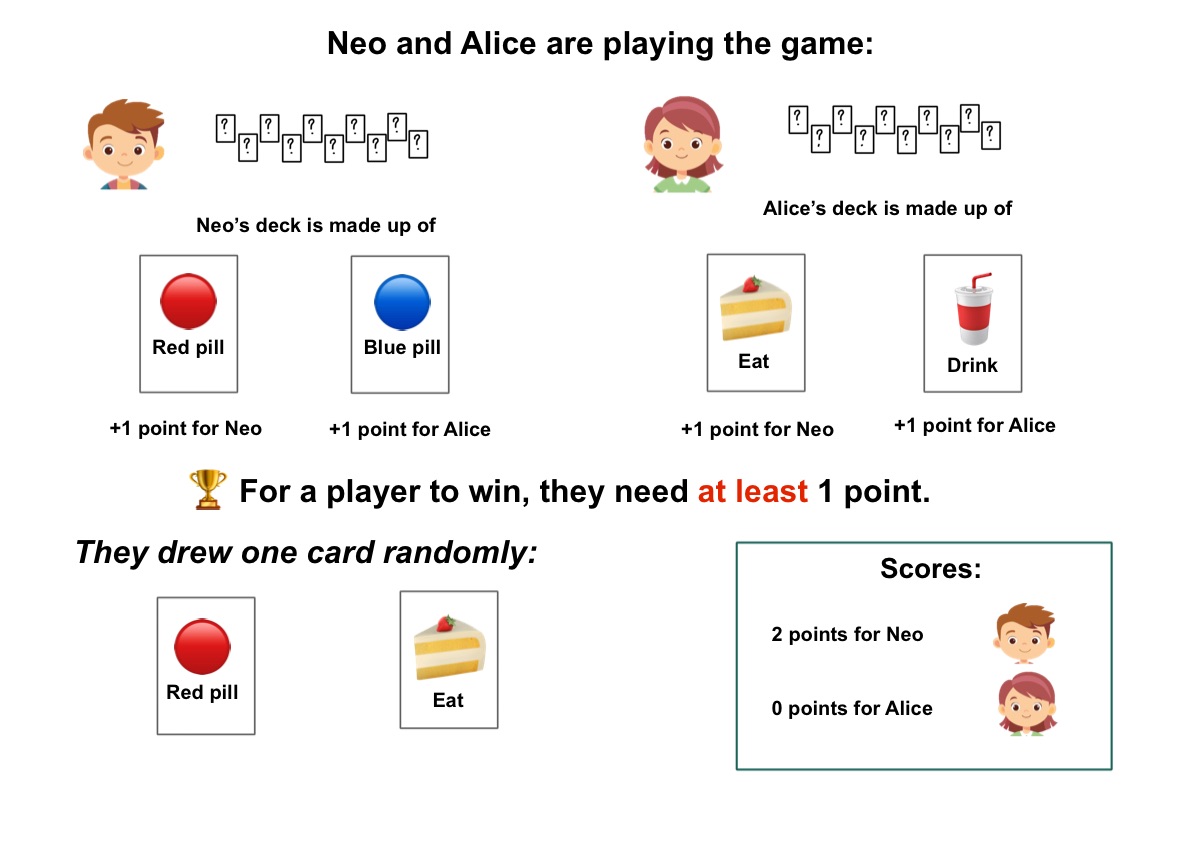 Neo and Alice are playing the game:
? ? ? ? ? ? ? ? ? ?
? ? ? ? ? ? ? ? ? ?
Neo’s deck is made up of
Alice’s deck is made up of
Red pill
Blue pill
Eat
Drink
+1 point for Neo
+1 point for Alice
+1 point for Neo
+1 point for Alice
For a player to win, they need at least 1 point.
They drew one card randomly:
Red pill
Eat
Scores:
2 points for Neo
0 points for Alice